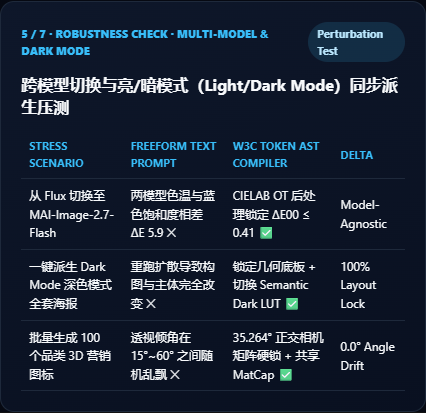 5 / 7 · ROBUSTNESS CHECK · MULTI-MODEL &
DARK MODE
Perturbation
Test
跨模型切换与亮/暗模式（Light/Dark Mode）同步派
生压测
STRESS
SCENARIO
FREEFORM TEXT
PROMPT
W3C TOKEN AST
COMPILER
DELTA
从 Flux 切换至
MAI-Image-2.7-
Flash
两模型色温与蓝
色饱和度相差
ΔE 5.9 ✕
CIELAB OT 后处
理锁定 ΔE00 ≤
0.41 ✅
Model-
Agnostic
一键派生 Dark
Mode 深色模式
全套海报
重跑扩散导致构
图与主体完全改
变 ✕
锁定几何底板 +
切换 Semantic
Dark LUT ✅
100%
Layout
Lock
批量生成 100
个品类 3D 营销
图标
透视倾角在
15°~60° 之间随
机乱飘 ✕
35.264° 正交相机
矩阵硬锁 + 共享
MatCap ✅
0.0° Angle
Drift